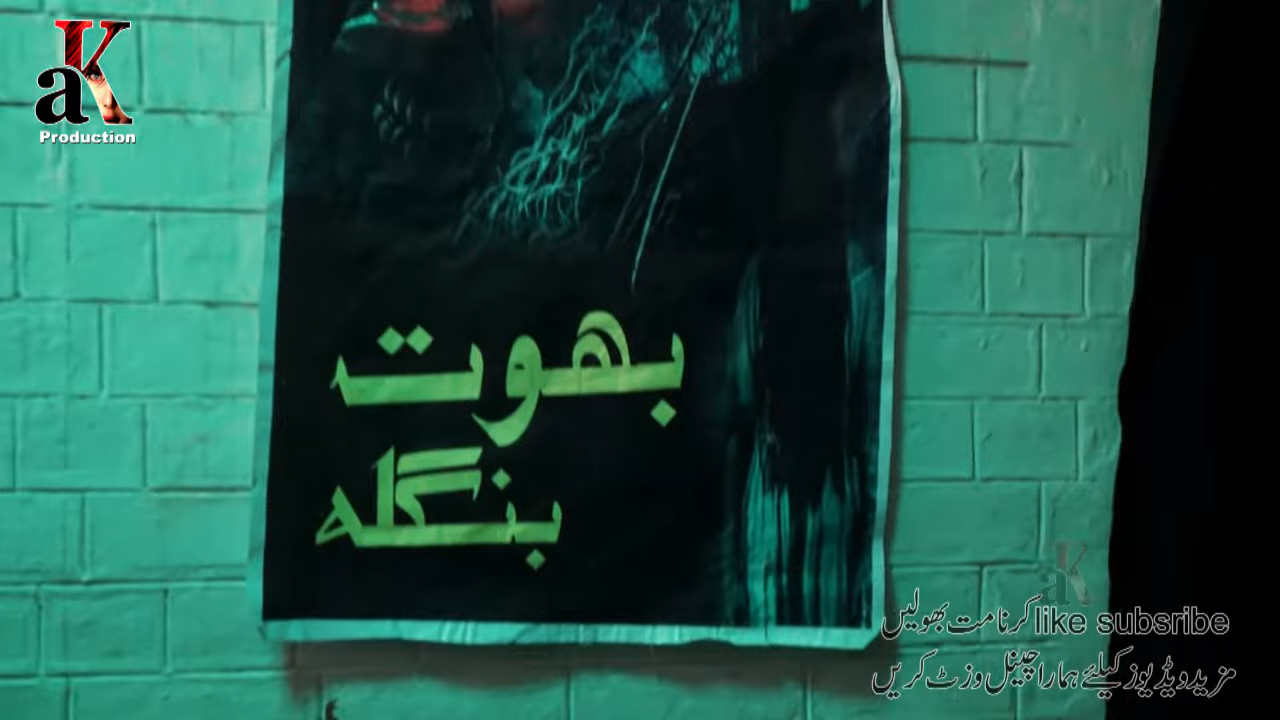 aK
Production
بھوت
بنگلہ
like subsribe کرنا مت بھولیں
مزید ویڈیوز کیلئے ہمارا چینل وزٹ کریں